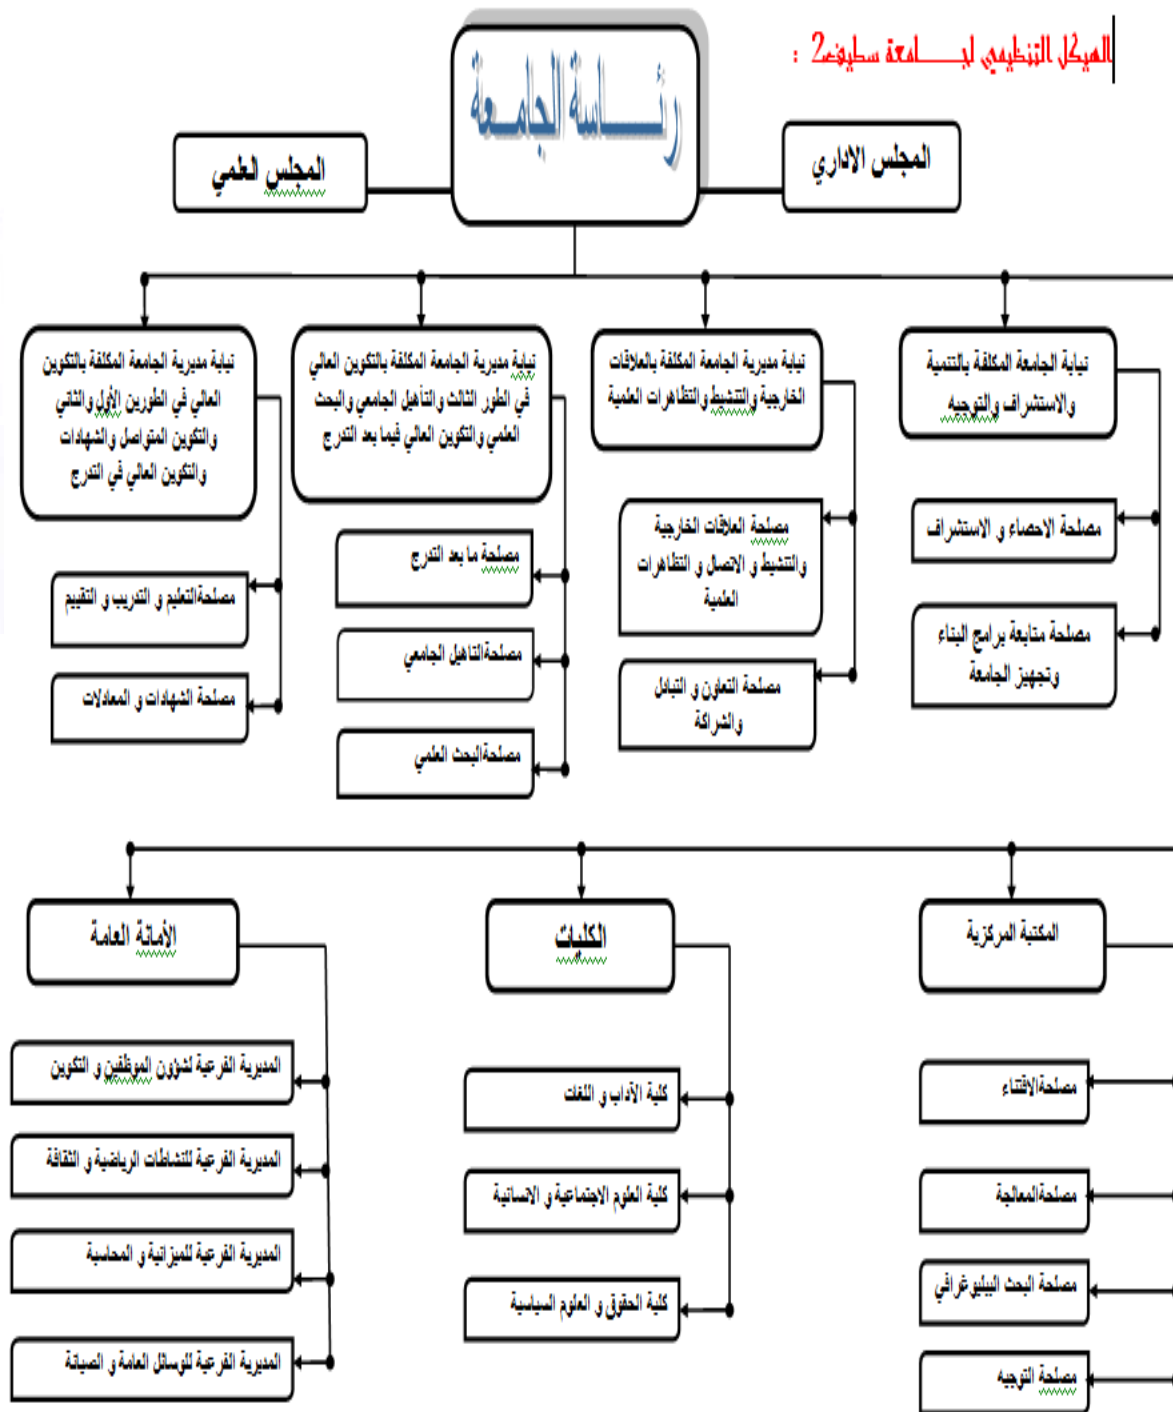 الهيكل التنظيمي لجـــامعة سطيف2 :
رئـــاسة الجامـعة
المجلس الاداري
المجلس العلمي
نيابة الجامعة المكلفة بالتنمية
والاستشراف والتوجيه
مصلحة الاحصاء و الاستشراف
مصلحة متابعة برامج البناء
وتجهيز الجامعة
نيابة مديرية الجامعة المكلفة بالعلاقات
الخارجية والتنشيط والتظاهرات العلمية
مصلحة العلاقات الخارجية
والتنشيط و الاتصال و التظاهرات
العلمية
مصلحة التعاون و التبادل
والشراكة
نيابة مديرية الجامعة المكلفة بالتكوين العالي
في الطور الثالث والتأهيل الجامعي والبحث
العلمي والتكوين العالي فيما بعد التدرج
مصلحة ما بعد التدرج
مصلحةالتاهيل الجامعي
مصلحةالبحث العلمي
نيابة مديرية الجامعة المكلفة بالتكوين
العالي في الطورين الأول والثاني
والتكوين المتواصل والشهادات
والتكوين العالي في التدرج
مصلحةالتعليم و التدريب و التقييم
مصلحة الشهادات و المعادلات
المكتبة المركزية
مصلحةالاقتناء
مصلحةالمعالجة
مصلحة البحث البيبليوغرافي
مصلحة التوجيه
الكليات
كلية الآداب و اللغات
كلية العلوم الاجتماعية و الانسانية
كلية الحقوق و العلوم السياسية
الأمانة العامة
المديرية الفرعية لشؤون الموظفين و التكوين
المديرية الفرعية للنشاطات الرياضية و الثقافة
المديرية الفرعية للميزانية و المحاسبة
المديرية الفرعية للوسائل العامة و الصيانة